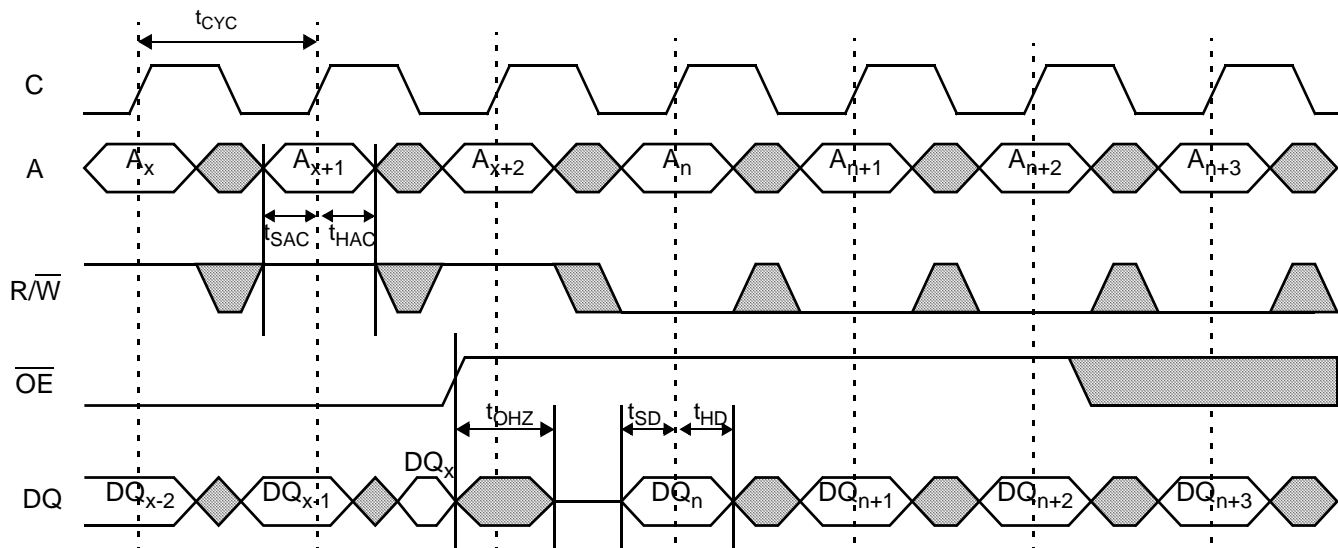 tCYC
C
A
Ax Ax+1 Ax+2 An An+1 An+2 An+3
tSAC tHAC
R/W̅
O̅E̅
tOHZ tSD tHD
DQx
DQ
DQx-2 DQx-1 DQn DQn+1 DQn+2 DQn+3